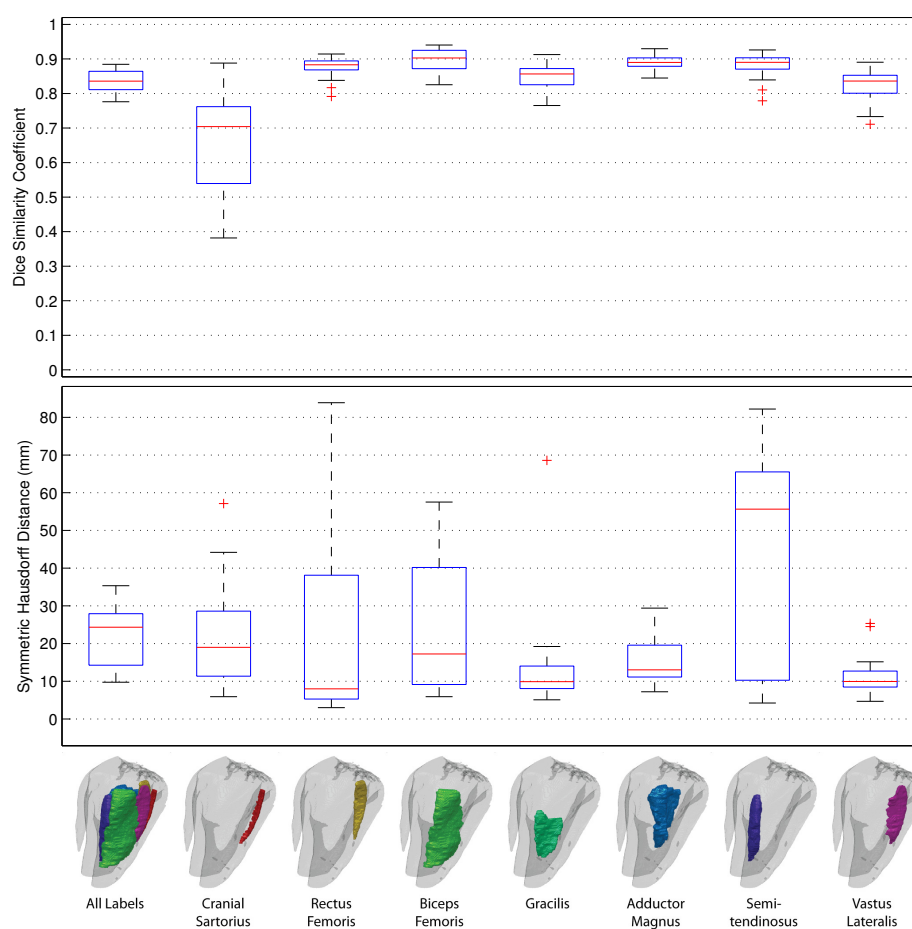 1
0.9
0.8
0.7
0.6
0.5
0.4
0.3
0.2
0.1
0
Dice Similarity Coefficient
80
70
60
50
40
30
20
10
0
Symmetric Hausdorff Distance (mm)
All Labels
Cranial
Sartorius
Rectus
Femoris
Biceps
Femoris
Gracilis
Adductor
Magnus
Semi-
tendinosus
Vastus
Lateralis